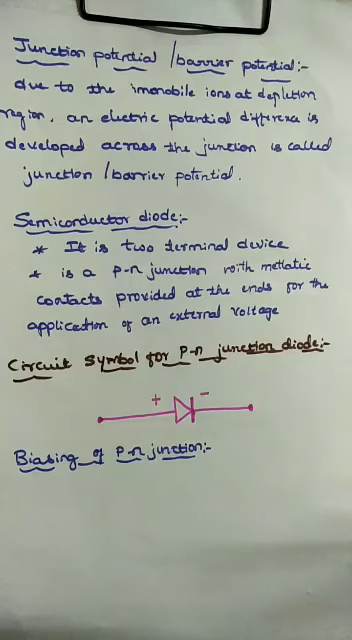 Junction potential / barrier potential:-
due to the immobile ions at depletion
region, an electric potential difference is
developed across the junction is called
junction / barrier potential.
Semiconductor diode:-
* It is two terminal device
* is a P-n junction with metlatic
contacts provided at the ends for the
application of an external voltage
Circuit Symbol for P-n junction diode:-
+ -
Biasing of P-n junction:-